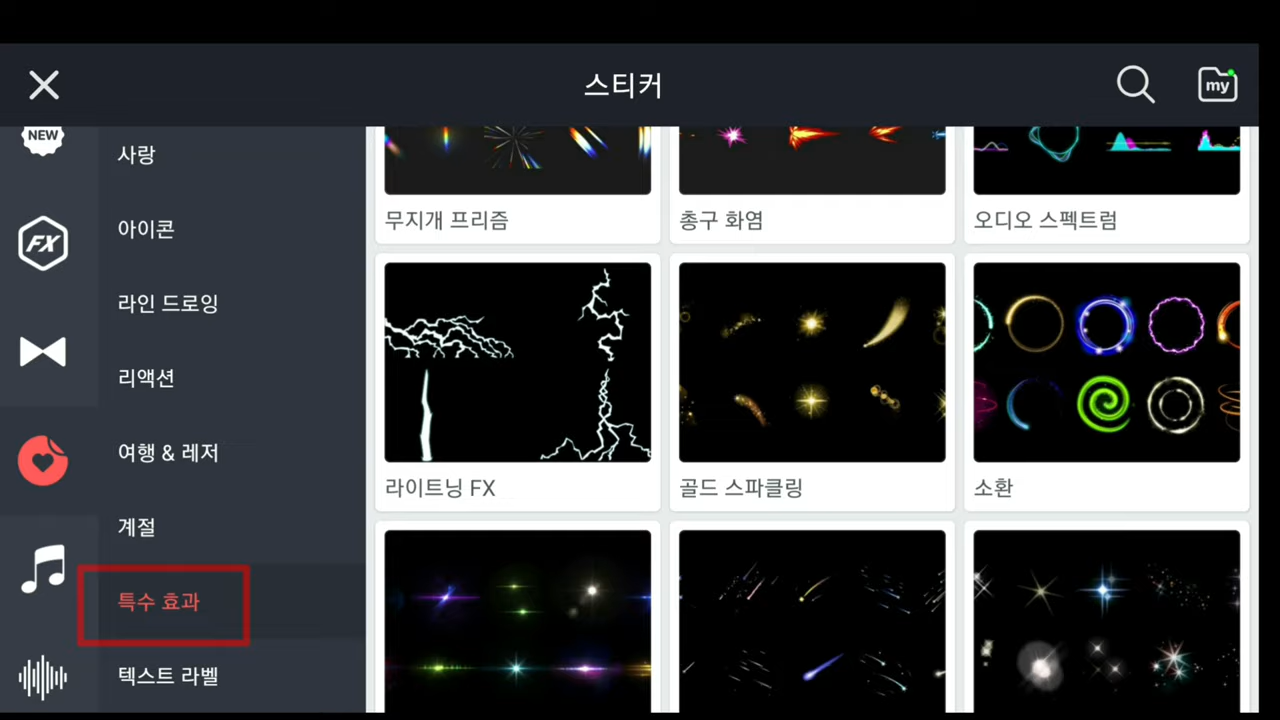 스티커
my
NEW
FX
사랑
아이콘
라인 드로잉
리액션
여행 & 레저
계절
특수 효과
텍스트 라벨
무지개 프리즘
총구 화염
오디오 스펙트럼
라이트닝 FX
골드 스파클링
소환